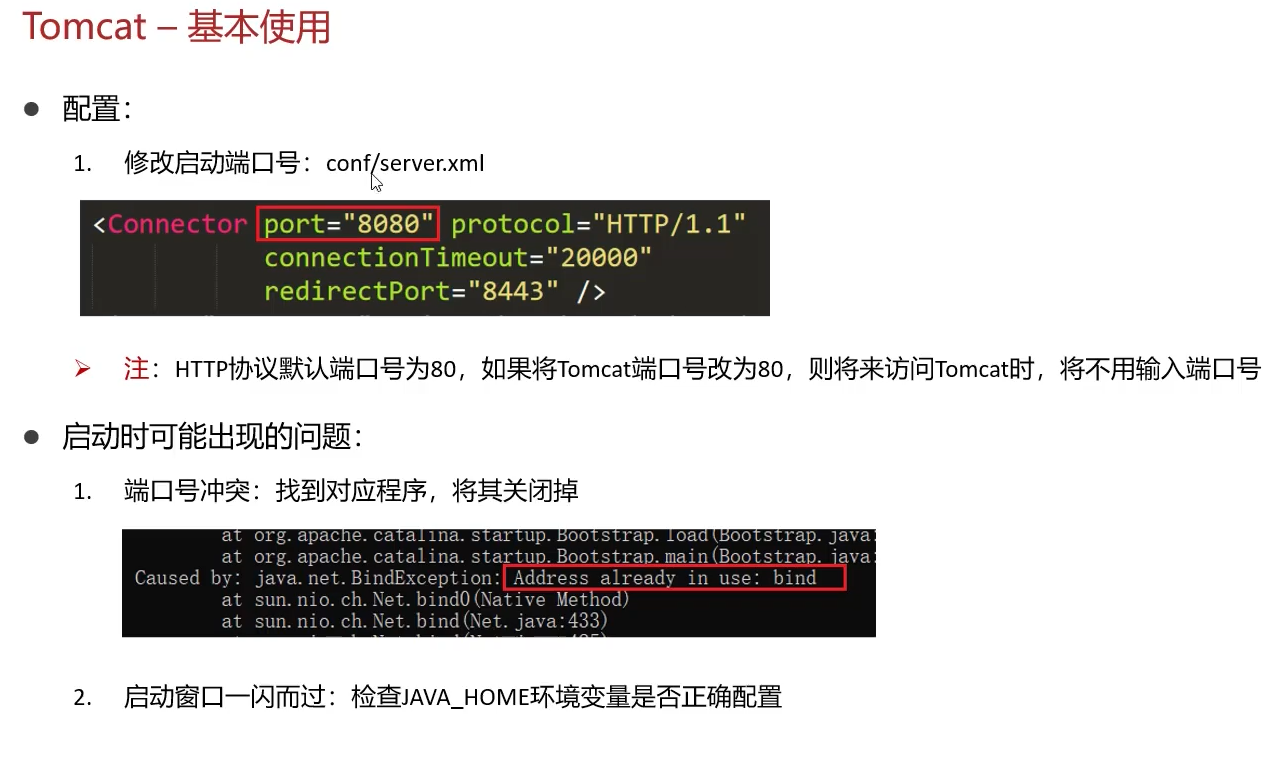 Tomcat – 基本使用
● 配置：
1. 修改启动端口号：conf/server.xml
<Connector port="8080" protocol="HTTP/1.1"
connectionTimeout="20000"
redirectPort="8443" />
➢ 注：HTTP协议默认端口号为80，如果将Tomcat端口号改为80，则将来访问Tomcat时，将不用输入端口号
● 启动时可能出现的问题：
1. 端口号冲突：找到对应程序，将其关闭掉
at org.apache.catalina.startup.Bootstrap.load(Bootstrap.java:
at org.apache.catalina.startup.Bootstrap.main(Bootstrap.java:
Caused by: java.net.BindException: Address already in use: bind
at sun.nio.ch.Net.bind0(Native Method)
at sun.nio.ch.Net.bind(Net.java:433)
2. 启动窗口一闪而过：检查JAVA_HOME环境变量是否正确配置